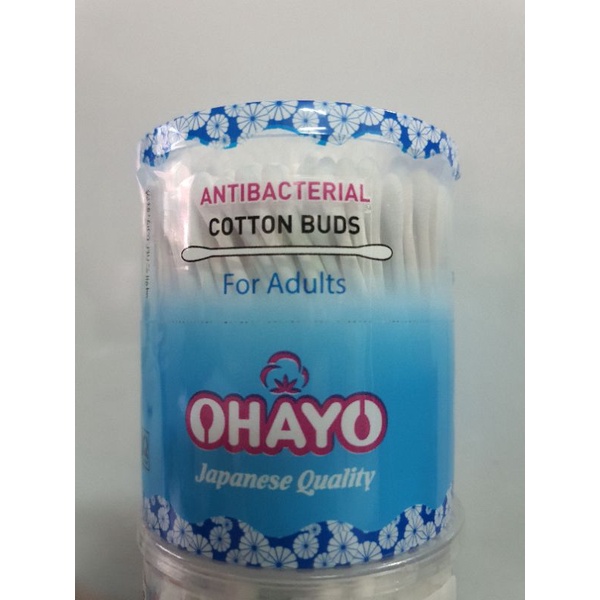 ANTIBACTERIAL
COTTON BUDS
For Adults
OHAYO
Japanese Quality